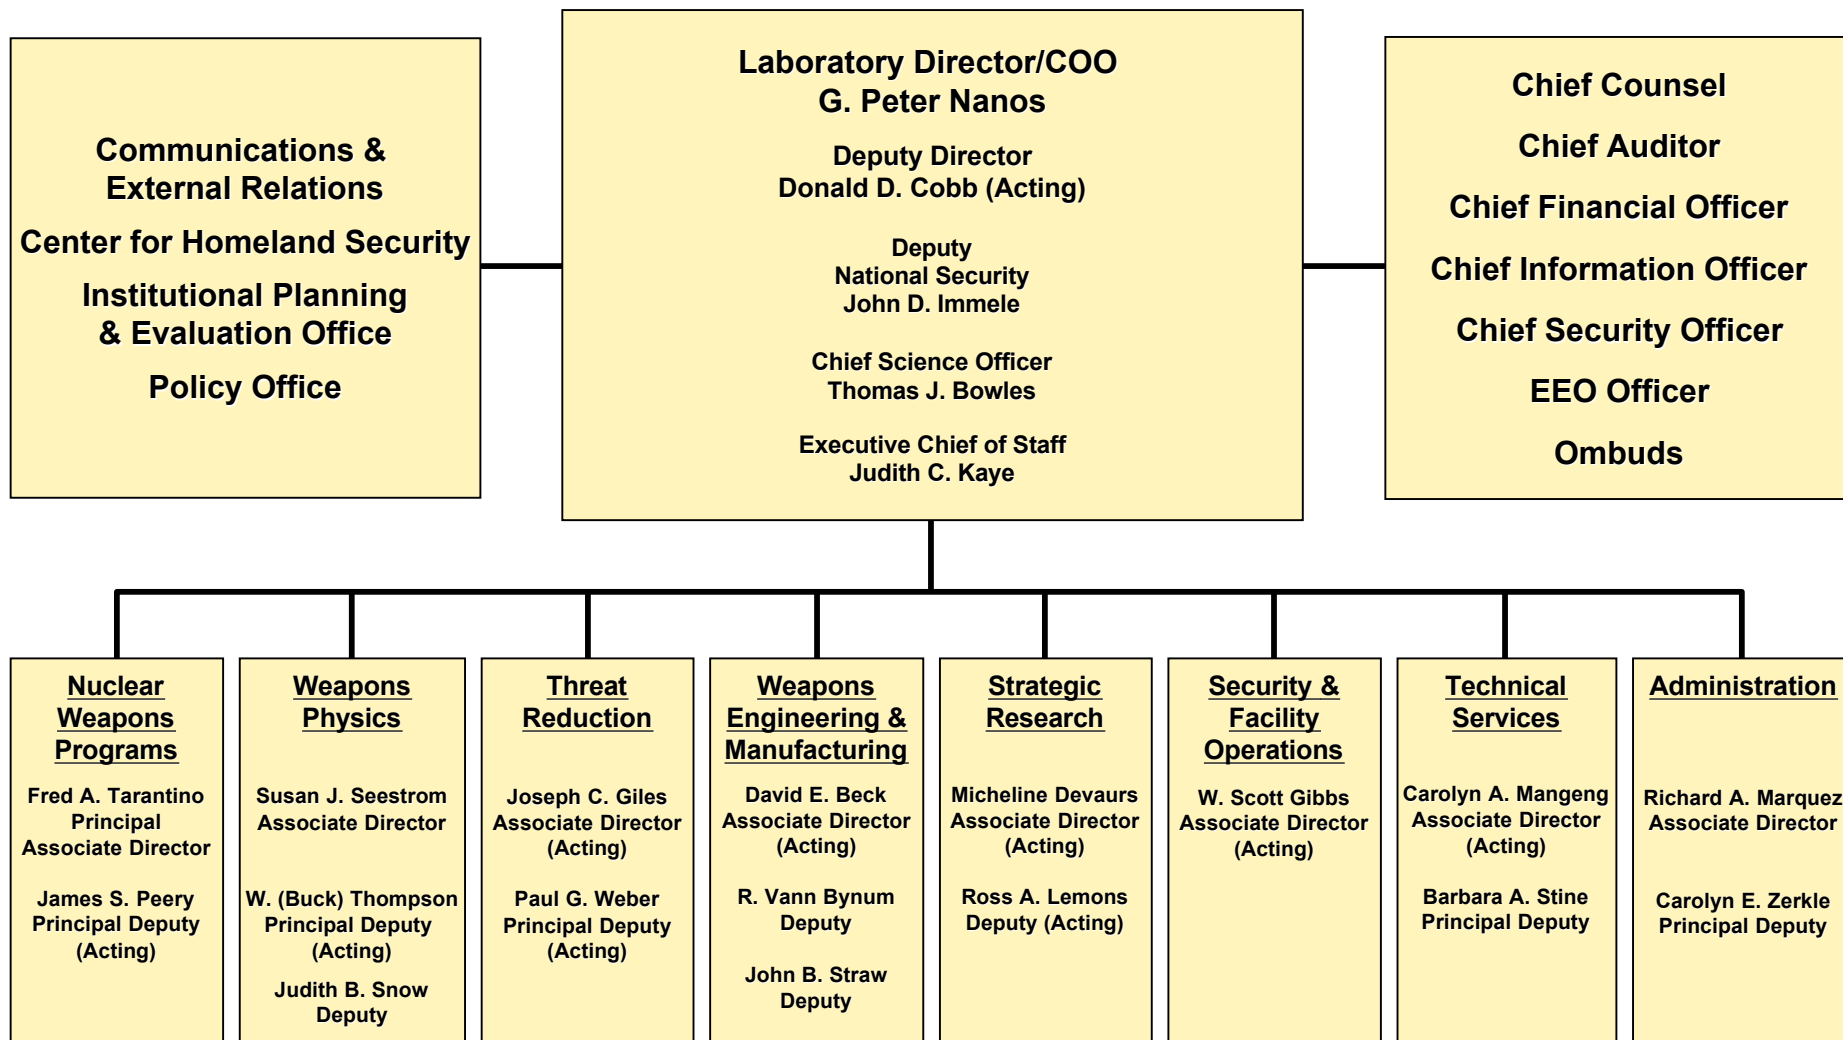 Communications &
External Relations
Center for Homeland Security
Institutional Planning
& Evaluation Office
Policy Office
Laboratory Director/COO
G. Peter Nanos
Deputy Director
Donald D. Cobb (Acting)
Deputy
National Security
John D. Immele
Chief Science Officer
Thomas J. Bowles
Executive Chief of Staff
Judith C. Kaye
Chief Counsel
Chief Auditor
Chief Financial Officer
Chief Information Officer
Chief Security Officer
EEO Officer
Ombuds
Nuclear
Weapons
Programs
Fred A. Tarantino
Principal
Associate Director
James S. Peery
Principal Deputy
(Acting)
Weapons
Physics
Susan J. Seestrom
Associate Director
W. (Buck) Thompson
Principal Deputy
(Acting)
Judith B. Snow
Deputy
Threat
Reduction
Joseph C. Giles
Associate Director
(Acting)
Paul G. Weber
Principal Deputy
(Acting)
Weapons
Engineering &
Manufacturing
David E. Beck
Associate Director
(Acting)
R. Vann Bynum
Deputy
John B. Straw
Deputy
Strategic
Research
Micheline Devaurs
Associate Director
(Acting)
Ross A. Lemons
Deputy (Acting)
Security &
Facility
Operations
W. Scott Gibbs
Associate Director
(Acting)
Technical
Services
Carolyn A. Mangeng
Associate Director
(Acting)
Barbara A. Stine
Principal Deputy
Administration
Richard A. Marquez
Associate Director
Carolyn E. Zerkle
Principal Deputy